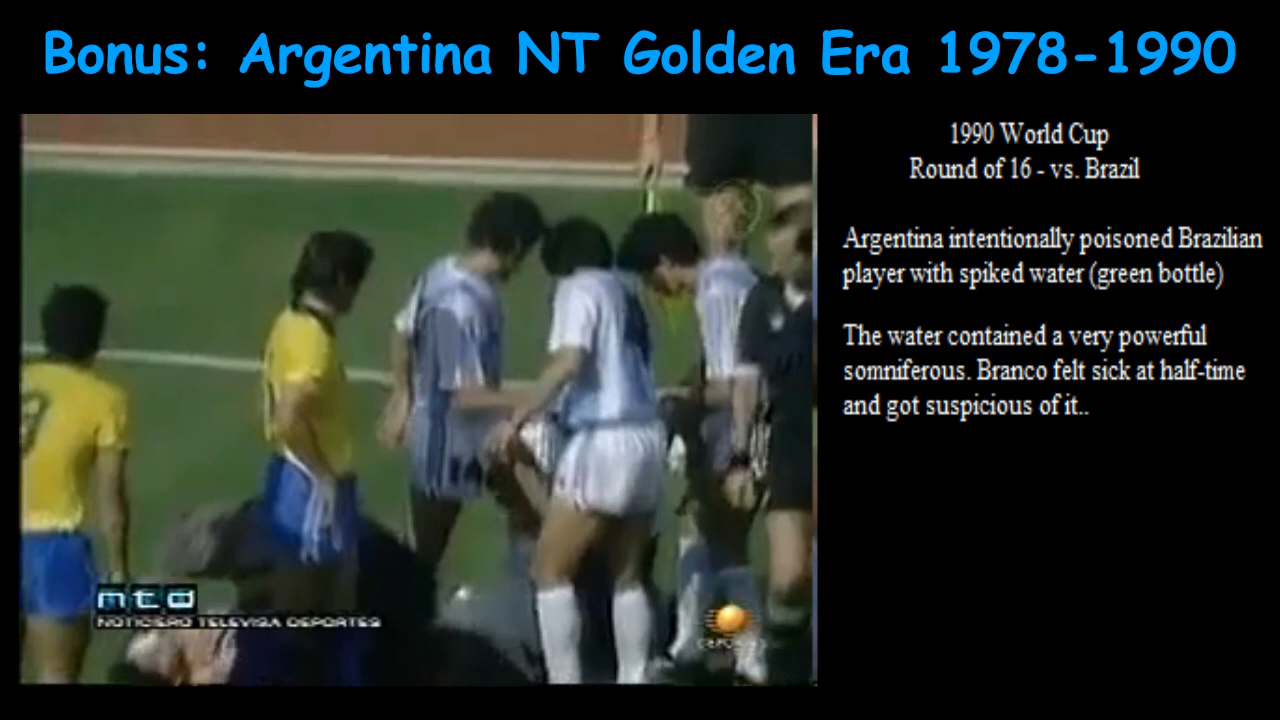 Bonus: Argentina NT Golden Era 1978-1990
1990 World Cup
Round of 16 - vs. Brazil
Argentina intentionally poisoned Brazilian
player with spiked water (green bottle)
The water contained a very powerful
somniferous. Branco felt sick at half-time
and got suspicious of it..
ntd
NOTICIERO TELEVISA DEPORTES